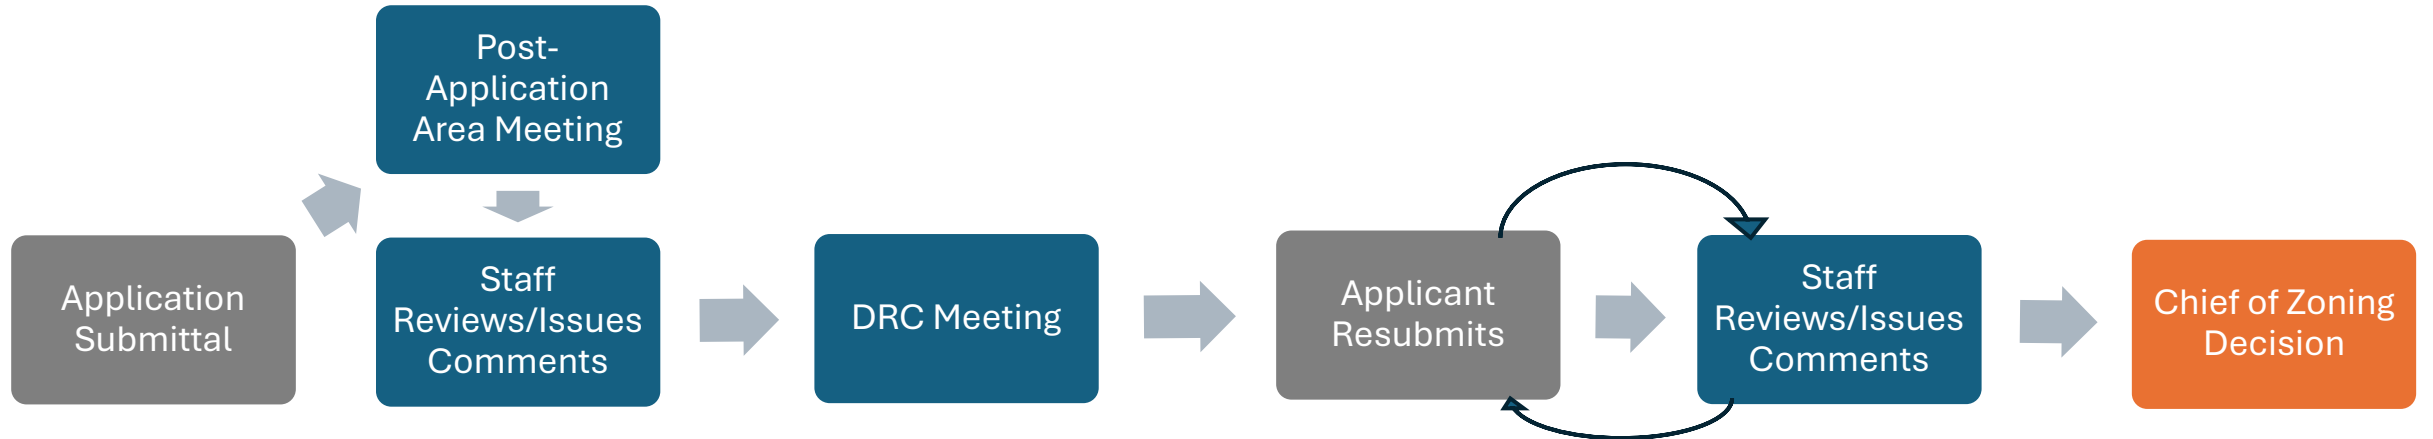 Post-
Application
Area Meeting
Application
Submittal
Staff
Reviews/Issues
Comments
DRC Meeting
Applicant
Resubmits
Staff
Reviews/Issues
Comments
Chief of Zoning
Decision